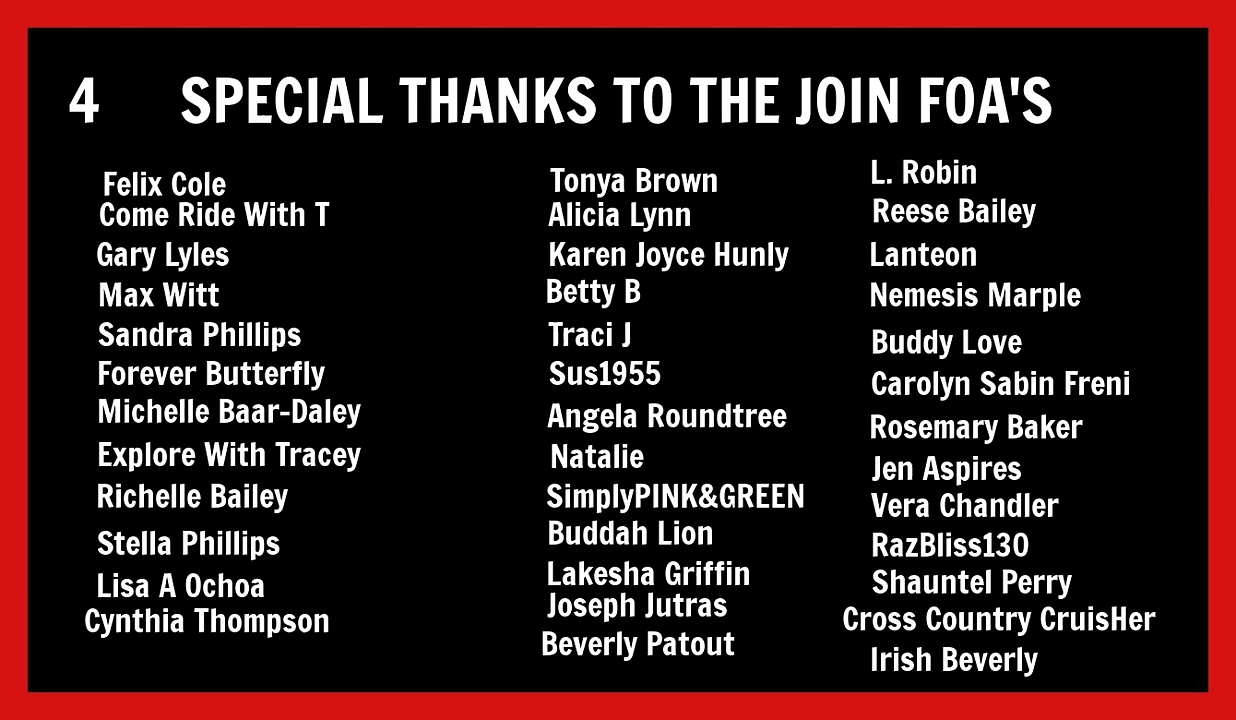 4 SPECIAL THANKS TO THE JOIN FOA'S
Felix Cole
Come Ride With T
Gary Lyles
Max Witt
Sandra Phillips
Forever Butterfly
Michelle Baar-Daley
Explore With Tracey
Richelle Bailey
Stella Phillips
Lisa A Ochoa
Cynthia Thompson
Tonya Brown
Alicia Lynn
Karen Joyce Hunly
Betty B
Traci J
Sus1955
Angela Roundtree
Natalie
SimplyPINK&GREEN
Buddah Lion
Lakesha Griffin
Joseph Jutras
Beverly Patout
L. Robin
Reese Bailey
Lanteon
Nemesis Marple
Buddy Love
Carolyn Sabin Freni
Rosemary Baker
Jen Aspires
Vera Chandler
RazBliss130
Shauntel Perry
Cross Country CruisHer
Irish Beverly